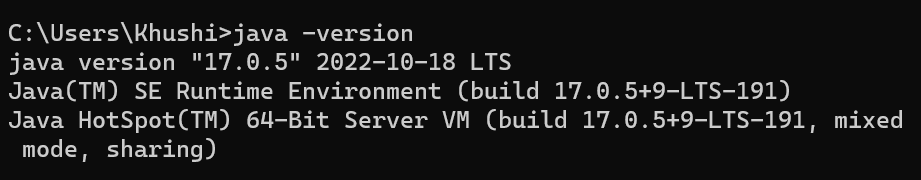 C:\Users\Khushi>java -version
java version "17.0.5" 2022-10-18 LTS
Java(TM) SE Runtime Environment (build 17.0.5+9-LTS-191)
Java HotSpot(TM) 64-Bit Server VM (build 17.0.5+9-LTS-191, mixed
 mode, sharing)